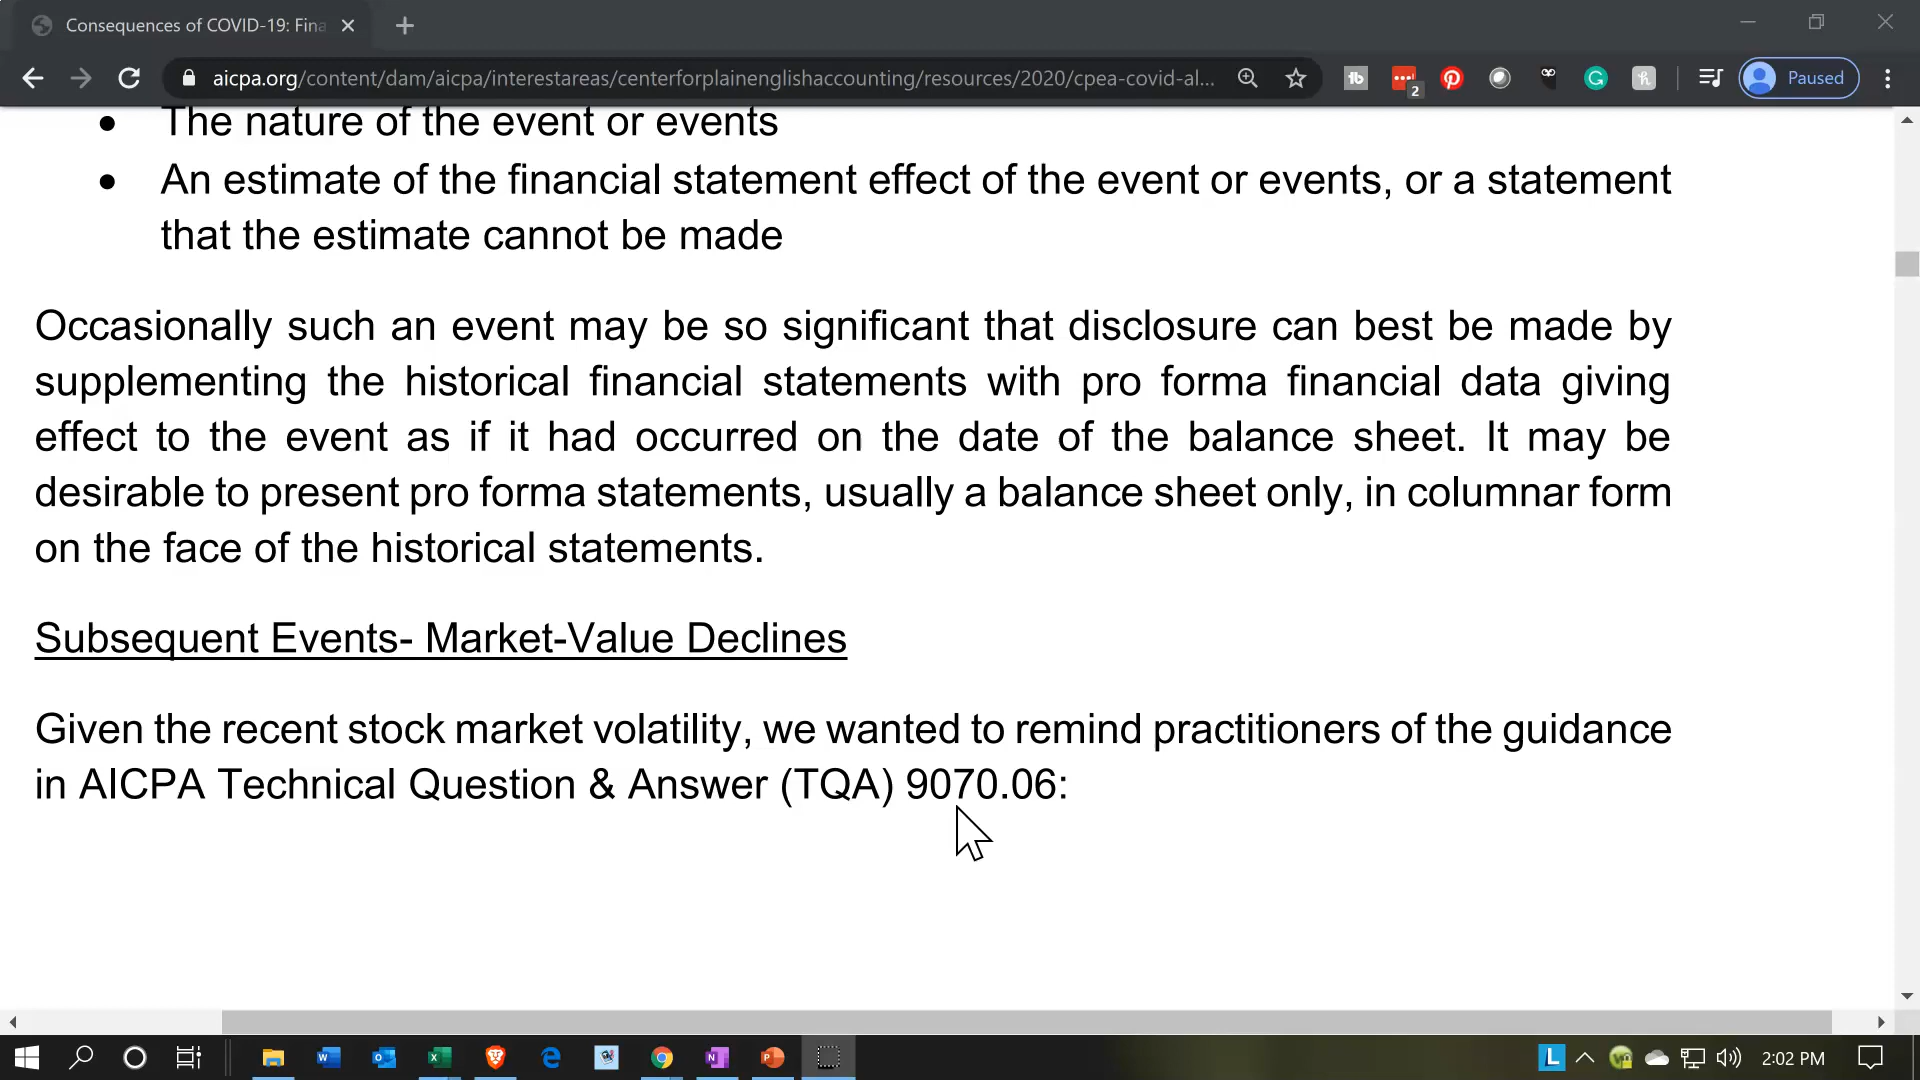 Consequences of COVID-19: Fina
aicpa.org/content/dam/aicpa/interestareas/centerforplainenglishaccounting/resources/2020/cpea-covid-al...
2
Paused
• The nature of the event or events
• An estimate of the financial statement effect of the event or events, or a statement
that the estimate cannot be made
Occasionally such an event may be so significant that disclosure can best be made by
supplementing the historical financial statements with pro forma financial data giving
effect to the event as if it had occurred on the date of the balance sheet. It may be
desirable to present pro forma statements, usually a balance sheet only, in columnar form
on the face of the historical statements.
Subsequent Events- Market-Value Declines
Given the recent stock market volatility, we wanted to remind practitioners of the guidance
in AICPA Technical Question & Answer (TQA) 9070.06:
2:02 PM